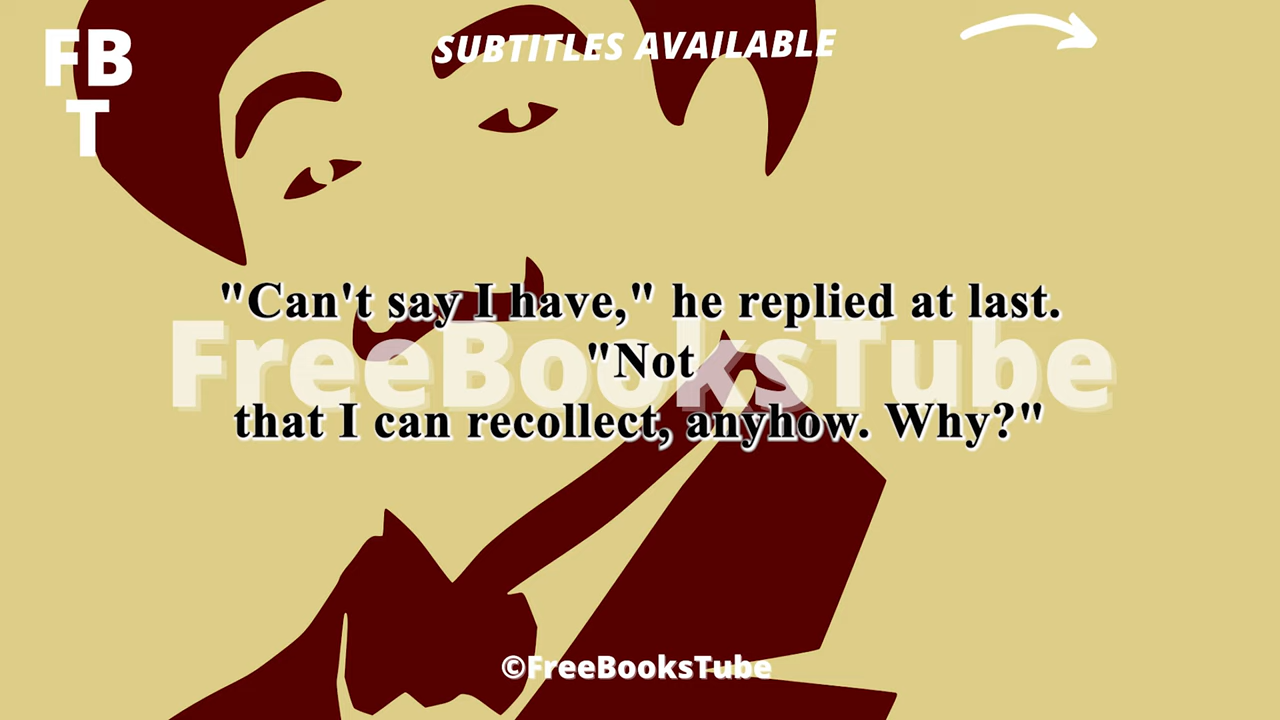 FB
T
SUBTITLES AVAILABLE
"Can't say I have," he replied at last.
"Not
that I can recollect, anyhow. Why?"
FreeBooksTube
©FreeBooksTube